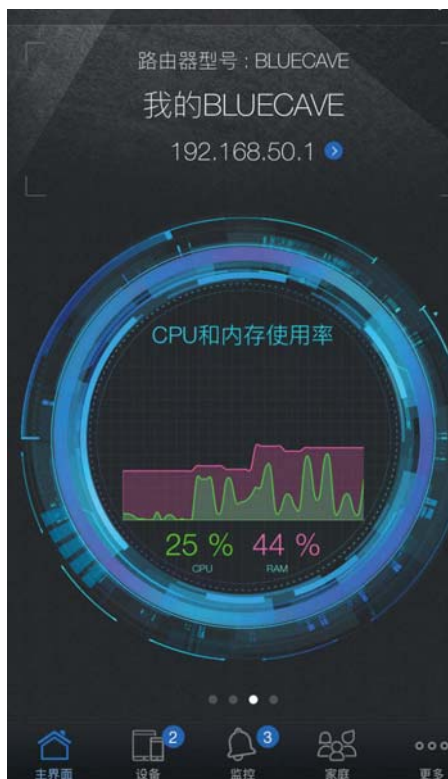 路由器型号 : BLUECAVE
我的BLUECAVE
192.168.50.1
CPU和内存使用率
25 % 44 %
CPU RAM
2 3
主界面 设备 监控 家庭 更多